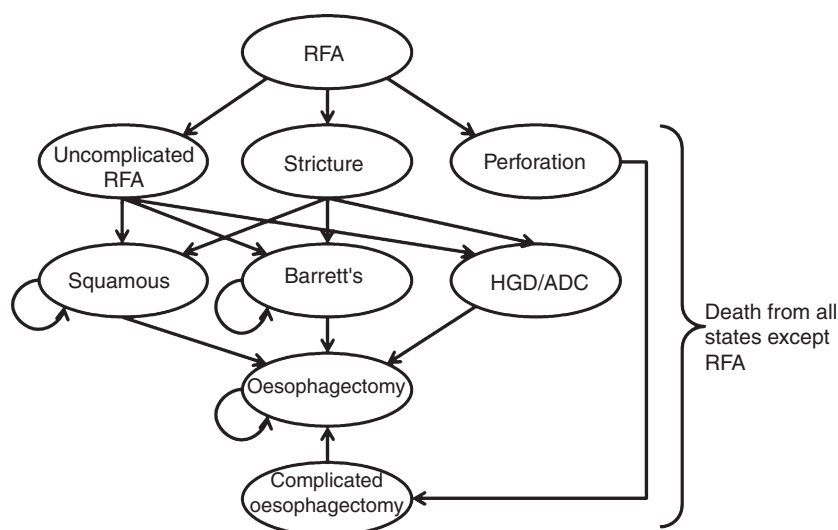 RFA
Uncomplicated
RFA
Stricture
Perforation
Squamous
Barrett's
HGD/ADC
Oesophagectomy
Complicated
oesophagectomy
Death from all
states except
RFA